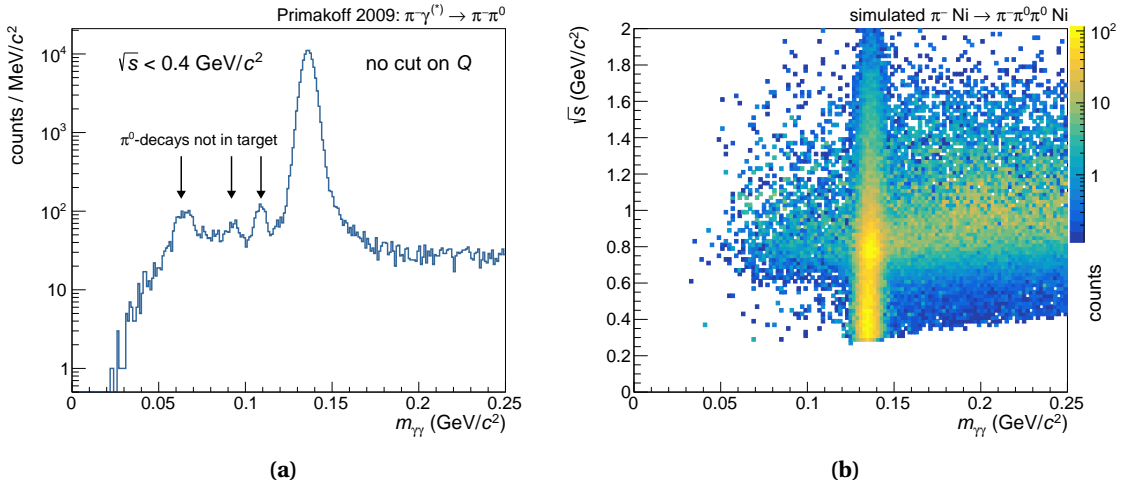 Primakoff 2009: π⁻γ⁽*⁾ → π⁻π⁰
counts / MeV/c²
10⁴
10³
10²
10
1
√s < 0.4 GeV/c²
no cut on Q
π⁰-decays not in target
0
0.05
0.1
0.15
0.2
0.25
m_γγ (GeV/c²)
(a)
simulated π⁻ Ni → π⁻π⁰π⁰ Ni
√s (GeV/c²)
2
1.8
1.6
1.4
1.2
1
0.8
0.6
0.4
0.2
0
0
0.05
0.1
0.15
0.2
0.25
m_γγ (GeV/c²)
10²
10
1
counts
(b)